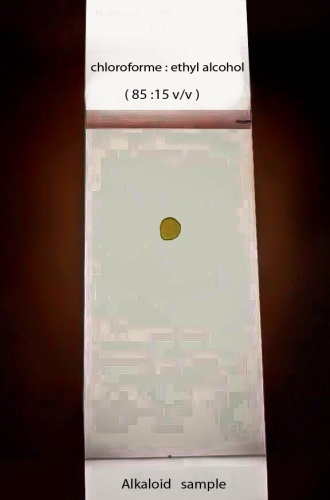 chloroforme : ethyl alcohol
( 85 :15 v/v )
Alkaloid sample